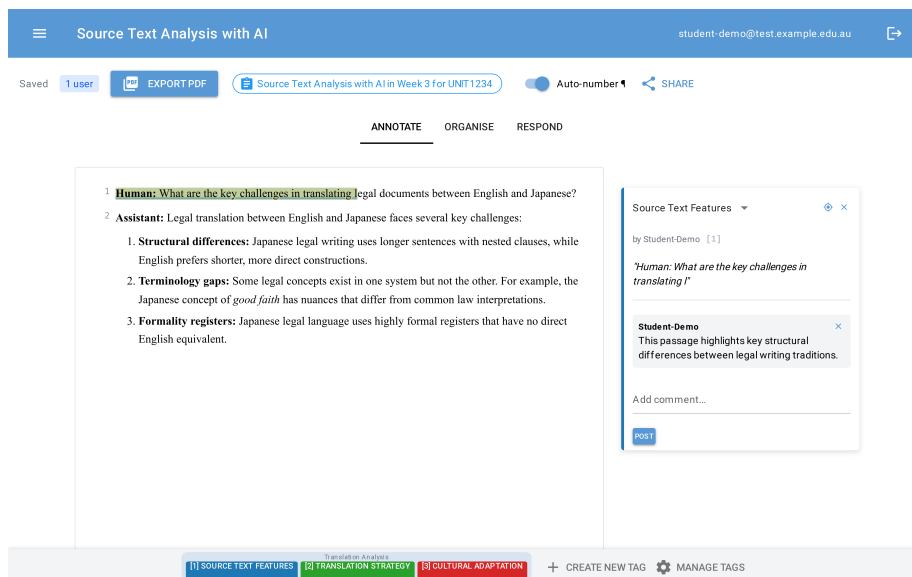 Source Text Analysis with AI
student-demo@test.example.edu.au
Saved
1 user
PDF
EXPORT PDF
Source Text Analysis with AI in Week 3 for UNIT1234
Auto-number ¶
SHARE
ANNOTATE
ORGANISE
RESPOND
1 Human: What are the key challenges in translating legal documents between English and Japanese?
2 Assistant: Legal translation between English and Japanese faces several key challenges:
1. Structural differences: Japanese legal writing uses longer sentences with nested clauses, while
English prefers shorter, more direct constructions.
2. Terminology gaps: Some legal concepts exist in one system but not the other. For example, the
Japanese concept of good faith has nuances that differ from common law interpretations.
3. Formality registers: Japanese legal language uses highly formal registers that have no direct
English equivalent.
Source Text Features
by Student-Demo [1]
"Human: What are the key challenges in
translating l"
Student-Demo
This passage highlights key structural
differences between legal writing traditions.
Add comment...
POST
Translation Analysis
[1] SOURCE TEXT FEATURES
[2] TRANSLATION STRATEGY
[3] CULTURAL ADAPTATION
CREATE NEW TAG
MANAGE TAGS